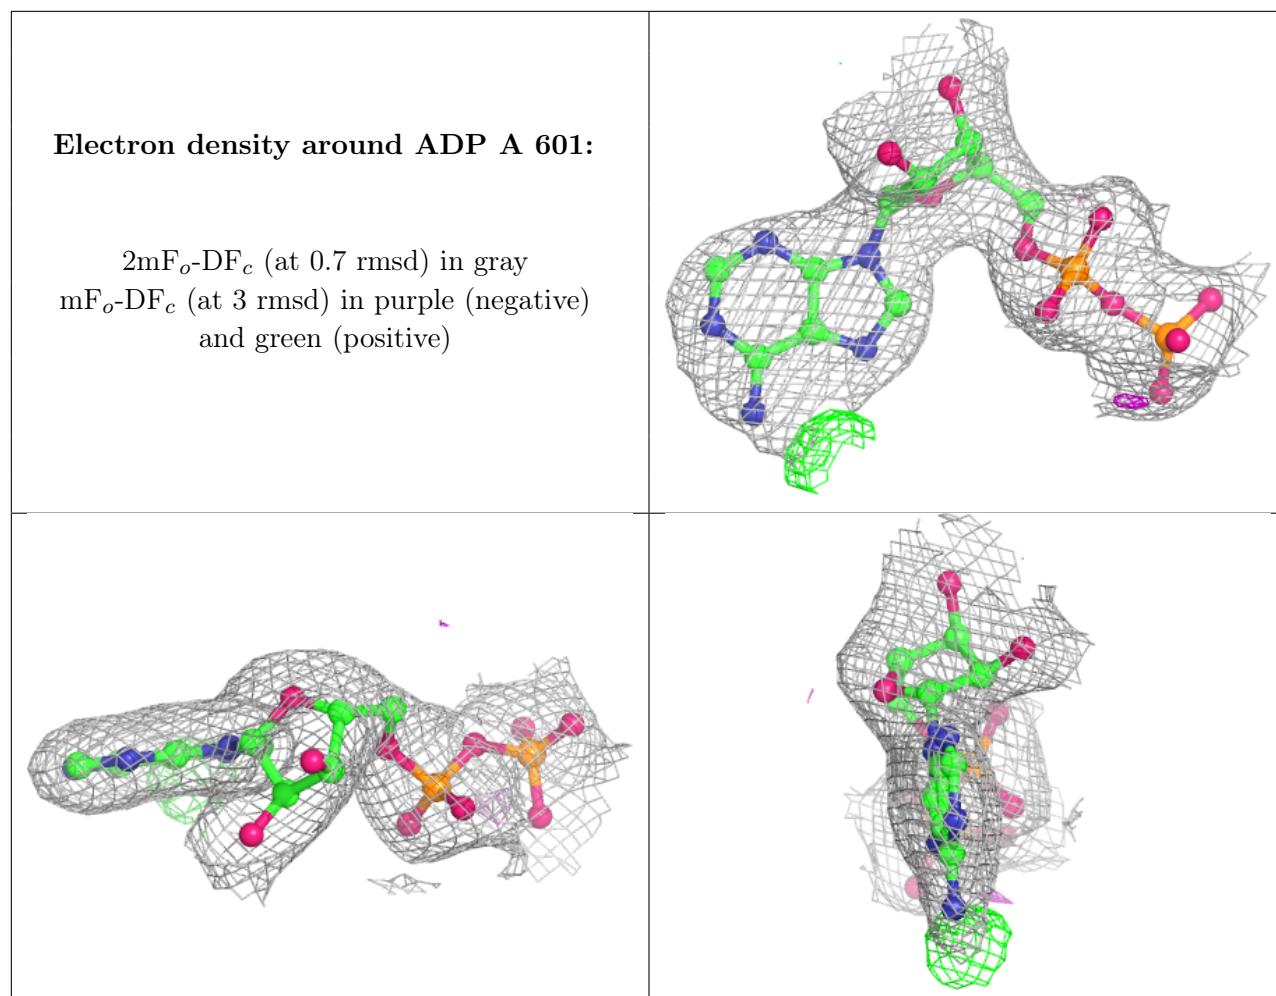 Electron density around ADP A 601:
2mFo-DFc (at 0.7 rmsd) in gray
mFo-DFc (at 3 rmsd) in purple (negative)
and green (positive)